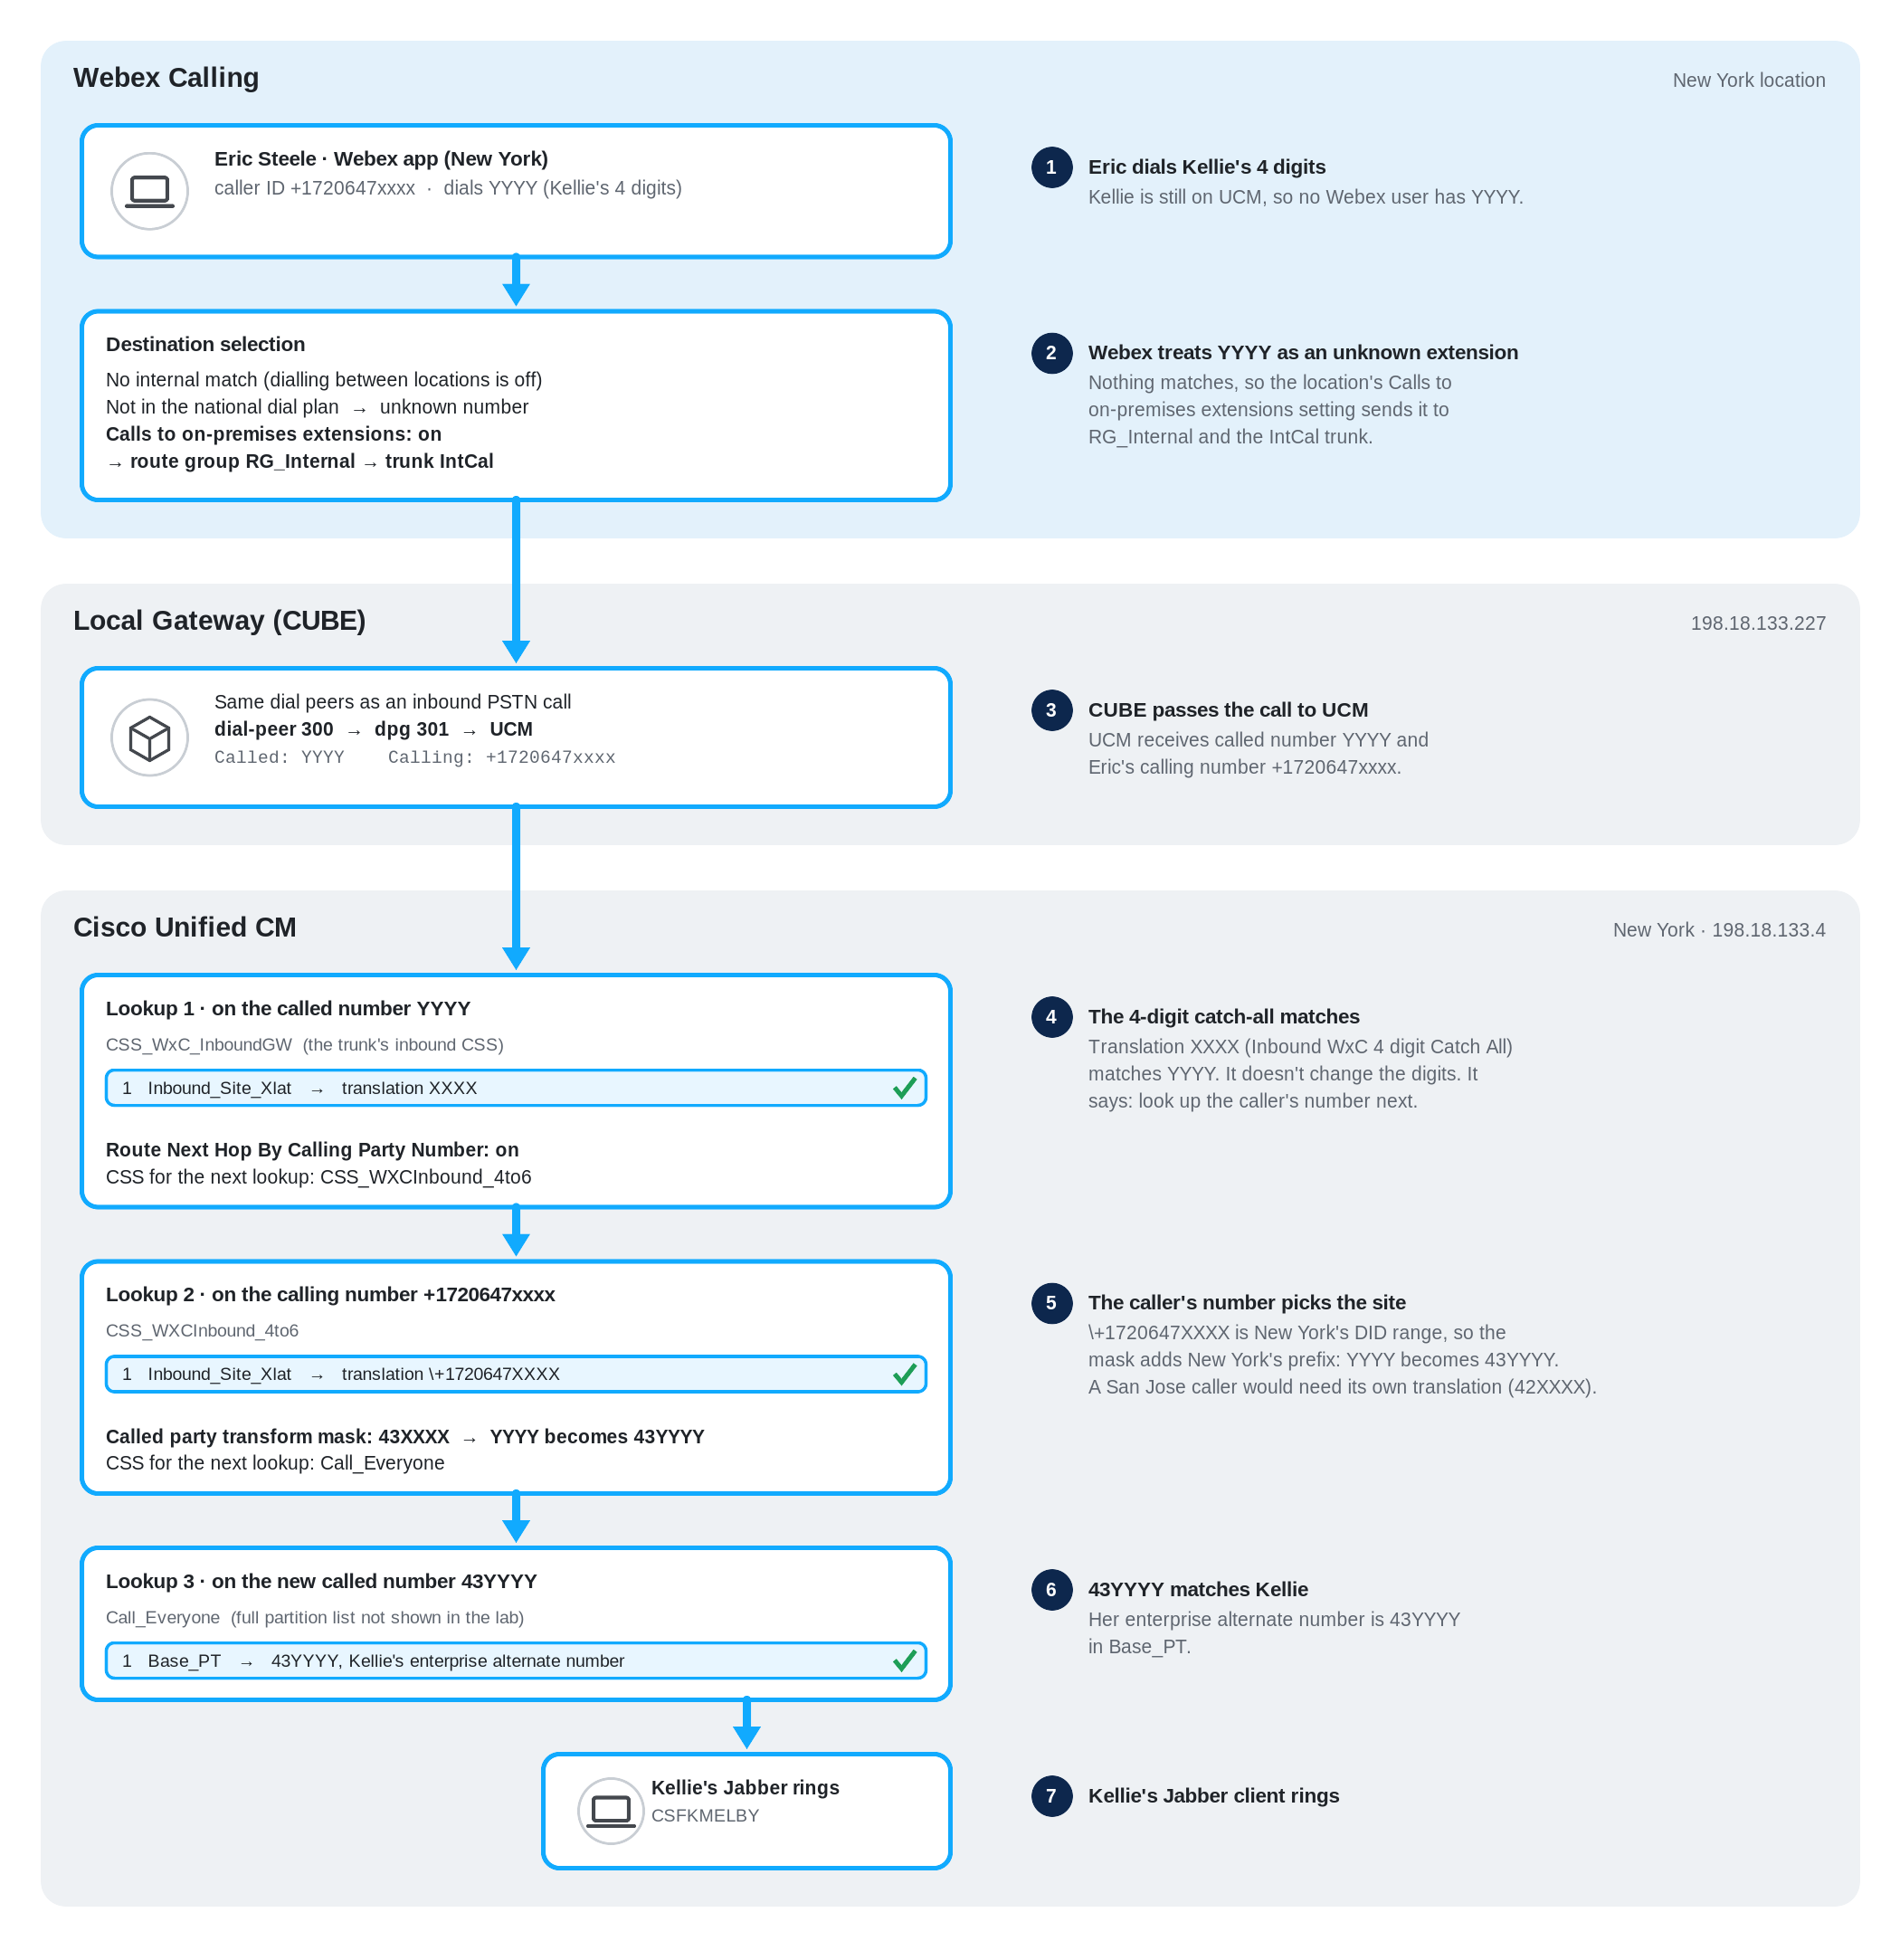 Webex Calling
New York location
Eric Steele · Webex app (New York)
caller ID +1720647xxxx · dials YYYY (Kellie's 4 digits)
1
Eric dials Kellie's 4 digits
Kellie is still on UCM, so no Webex user has YYYY.
Destination selection
No internal match (dialling between locations is off)
Not in the national dial plan → unknown number
Calls to on-premises extensions: on
→ route group RG_Internal → trunk IntCal
2
Webex treats YYYY as an unknown extension
Nothing matches, so the location's Calls to
on-premises extensions setting sends it to
RG_Internal and the IntCal trunk.
Local Gateway (CUBE)
198.18.133.227
Same dial peers as an inbound PSTN call
dial-peer 300 → dpg 301 → UCM
Called: YYYY Calling: +1720647xxxx
3
CUBE passes the call to UCM
UCM receives called number YYYY and
Eric's calling number +1720647xxxx.
Cisco Unified CM
New York · 198.18.133.4
Lookup 1 · on the called number YYYY
CSS_WxC_InboundGW (the trunk's inbound CSS)
1 Inbound_Site_Xlat → translation XXXX
Route Next Hop By Calling Party Number: on
CSS for the next lookup: CSS_WXCInbound_4to6
4
The 4-digit catch-all matches
Translation XXXX (Inbound WxC 4 digit Catch All)
matches YYYY. It doesn't change the digits. It
says: look up the caller's number next.
Lookup 2 · on the calling number +1720647xxxx
CSS_WXCInbound_4to6
1 Inbound_Site_Xlat → translation \+1720647XXXX
Called party transform mask: 43XXXX → YYYY becomes 43YYYY
CSS for the next lookup: Call_Everyone
5
The caller's number picks the site
\+1720647XXXX is New York's DID range, so the
mask adds New York's prefix: YYYY becomes 43YYYY.
A San Jose caller would need its own translation (42XXXX).
Lookup 3 · on the new called number 43YYYY
Call_Everyone (full partition list not shown in the lab)
1 Base_PT → 43YYYY, Kellie's enterprise alternate number
6
43YYYY matches Kellie
Her enterprise alternate number is 43YYYY
in Base_PT.
Kellie's Jabber rings
CSFKMELBY
7
Kellie's Jabber client rings